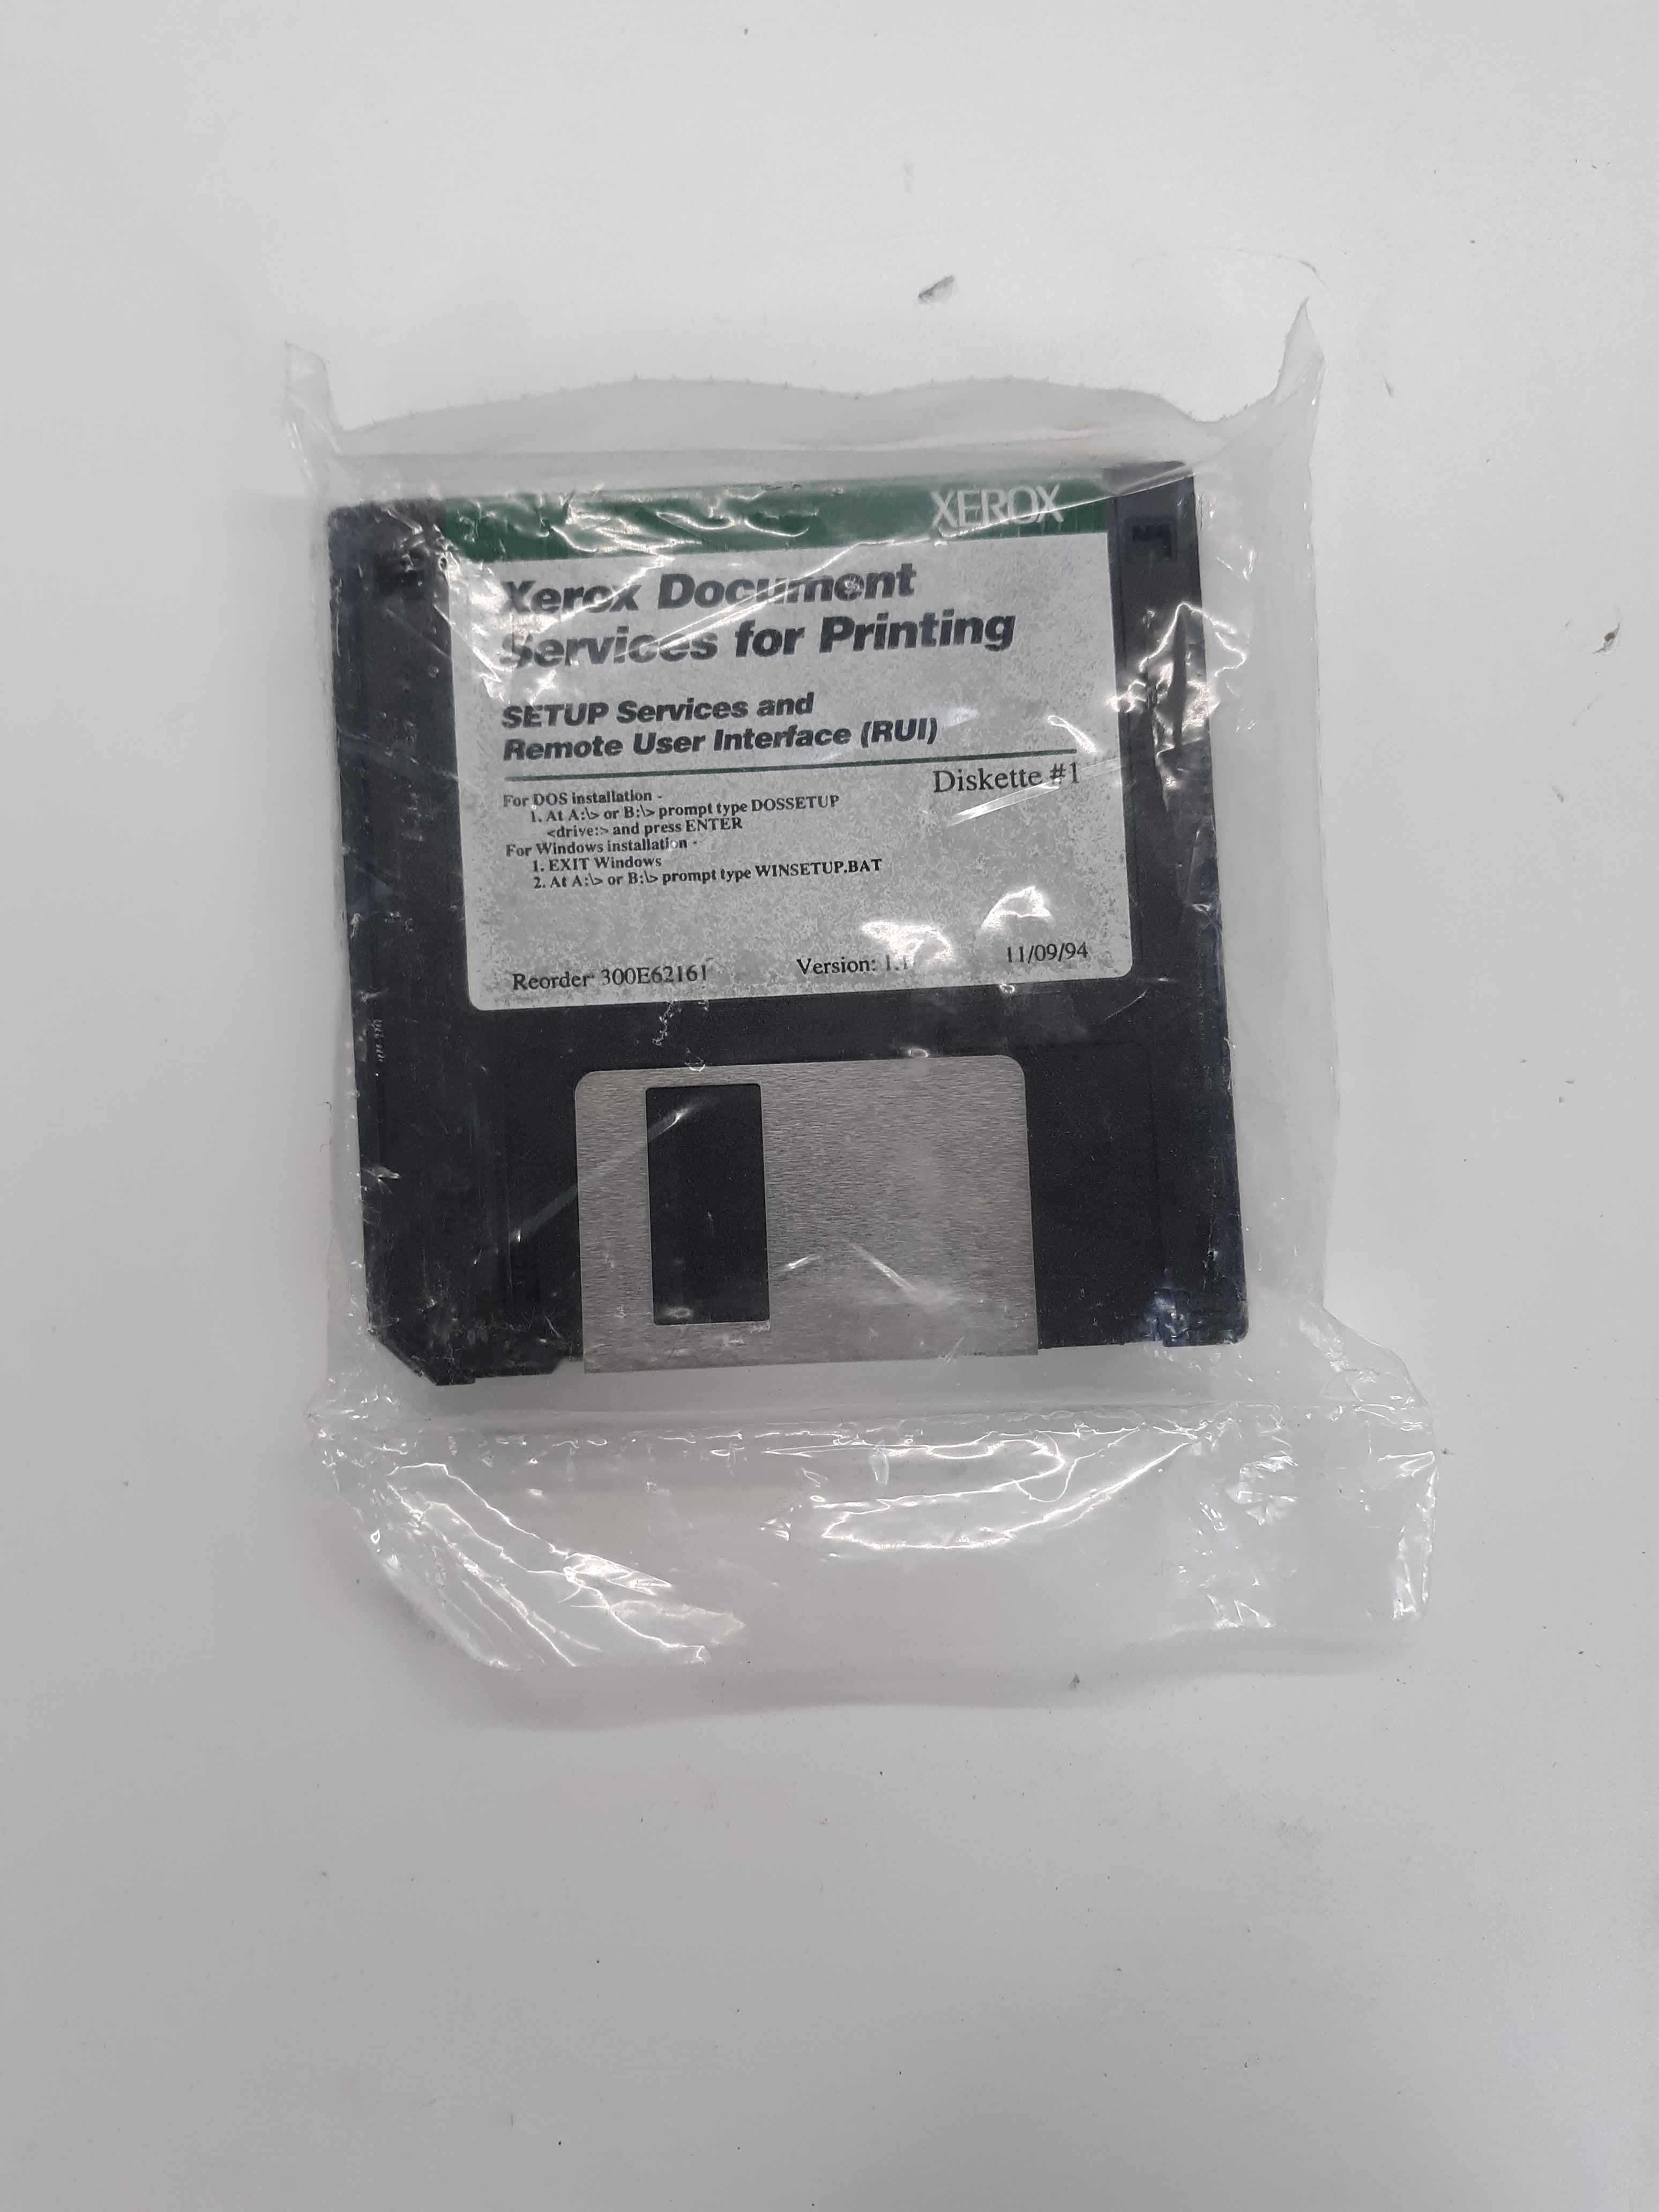 XEROX
Xerox Document
Services for Printing
SETUP Services and
Remote User Interface (RUI)
Diskette #1
For DOS installation -
1. At A:\> or B:\> prompt type DOSSETUP
<drive:> and press ENTER
For Windows installation -
1. EXIT Windows
2. At A:\> or B:\> prompt type WINSETUP.BAT
Reorder 300E62161
Version: 1.1
11/09/94